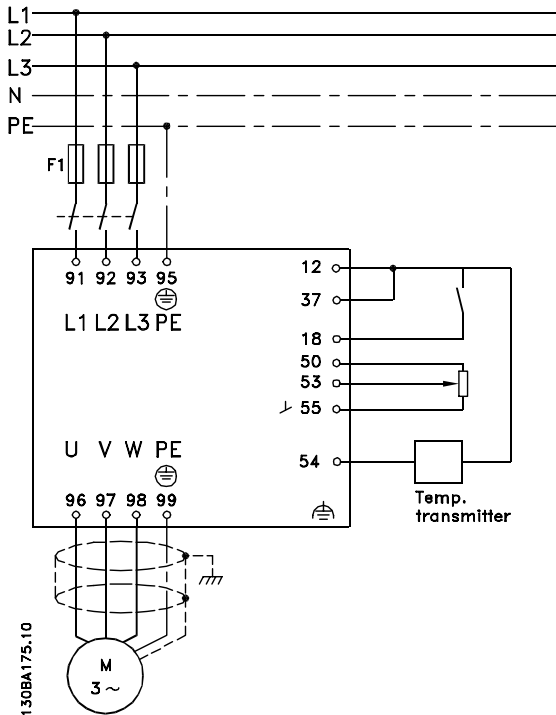 L1
L2
L3
N
PE
F1
91 92 93 95
L1 L2 L3 PE
12
37
18
50
53
55
54
Temp.
transmitter
U V W PE
96 97 98 99
M
3~
130BA175.10